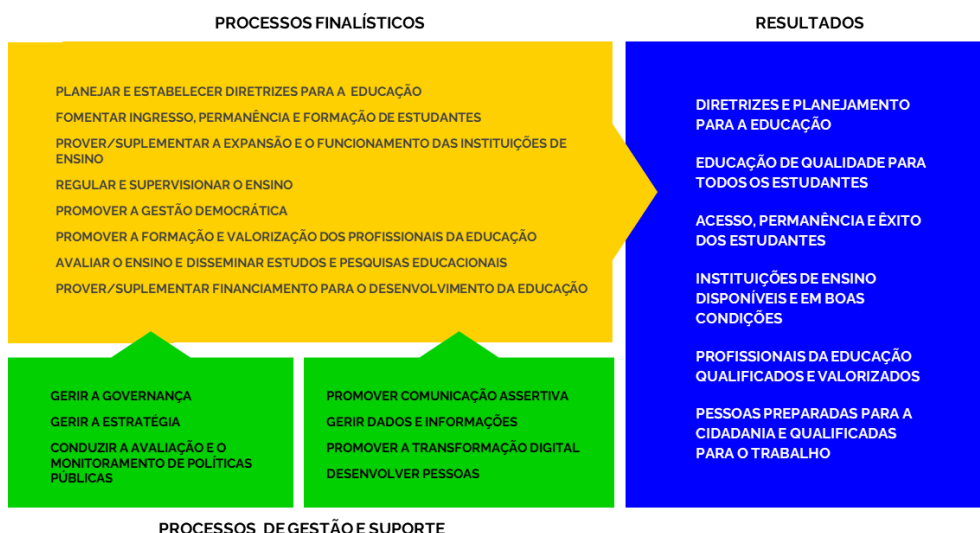 PROCESSOS FINALÍSTICOS
PLANEJAR E ESTABELECER DIRETRIZES PARA A EDUCAÇÃO
FOMENTAR INGRESSO, PERMANÊNCIA E FORMAÇÃO DE ESTUDANTES
PROVER/SUPLEMENTAR A EXPANSÃO E O FUNCIONAMENTO DAS INSTITUIÇÕES DE
ENSINO
REGULAR E SUPERVISIONAR O ENSINO
PROMOVER A GESTÃO DEMOCRÁTICA
PROMOVER A FORMAÇÃO E VALORIZAÇÃO DOS PROFISSIONAIS DA EDUCAÇÃO
AVALIAR O ENSINO E DISSEMINAR ESTUDOS E PESQUISAS EDUCACIONAIS
PROVER/SUPLEMENTAR FINANCIAMENTO PARA O DESENVOLVIMENTO DA EDUCAÇÃO
GERIR A GOVERNANÇA
GERIR A ESTRATÉGIA
CONDUZIR A AVALIAÇÃO E O
MONITORAMENTO DE POLÍTICAS
PÚBLICAS
PROMOVER COMUNICAÇÃO ASSERTIVA
GERIR DADOS E INFORMAÇÕES
PROMOVER A TRANSFORMAÇÃO DIGITAL
DESENVOLVER PESSOAS
PROCESSOS DE GESTÃO E SUPORTE
RESULTADOS
DIRETRIZES E PLANEJAMENTO
PARA A EDUCAÇÃO
EDUCAÇÃO DE QUALIDADE PARA
TODOS OS ESTUDANTES
ACESSO, PERMANÊNCIA E ÊXITO
DOS ESTUDANTES
INSTITUIÇÕES DE ENSINO
DISPONÍVEIS E EM BOAS
CONDIÇÕES
PROFISSIONAIS DA EDUCAÇÃO
QUALIFICADOS E VALORIZADOS
PESSOAS PREPARADAS PARA A
CIDADANIA E QUALIFICADAS
PARA O TRABALHO